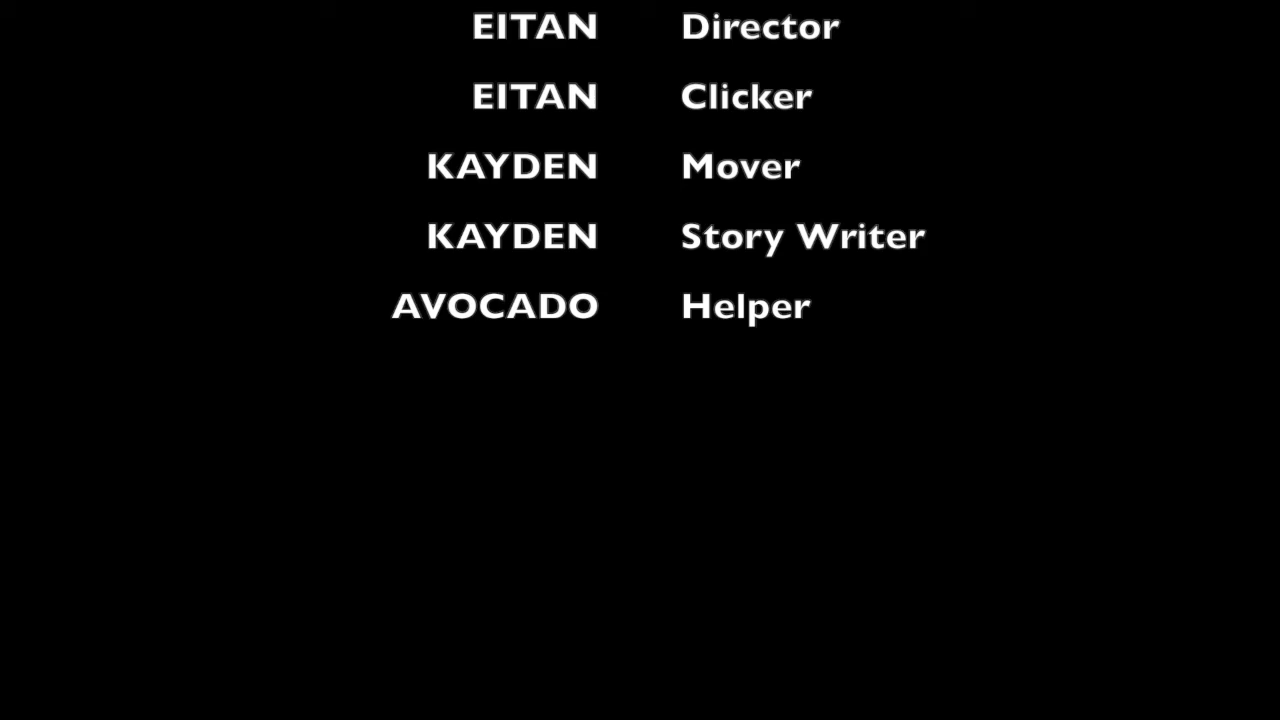 EITAN Director
EITAN Clicker
KAYDEN Mover
KAYDEN Story Writer
AVOCADO Helper